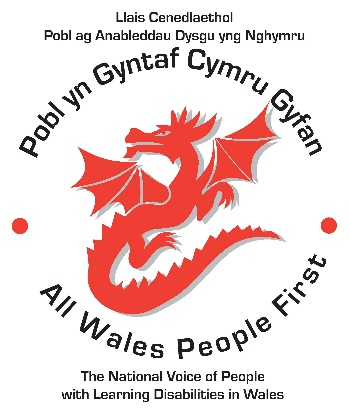 Llais Cenedlaethol
Pobl ag Anableddau Dysgu yng Nghymru
Pobl yn Gyntaf Cymru Gyfan
All Wales People First
The National Voice of People
with Learning Disabilities in Wales